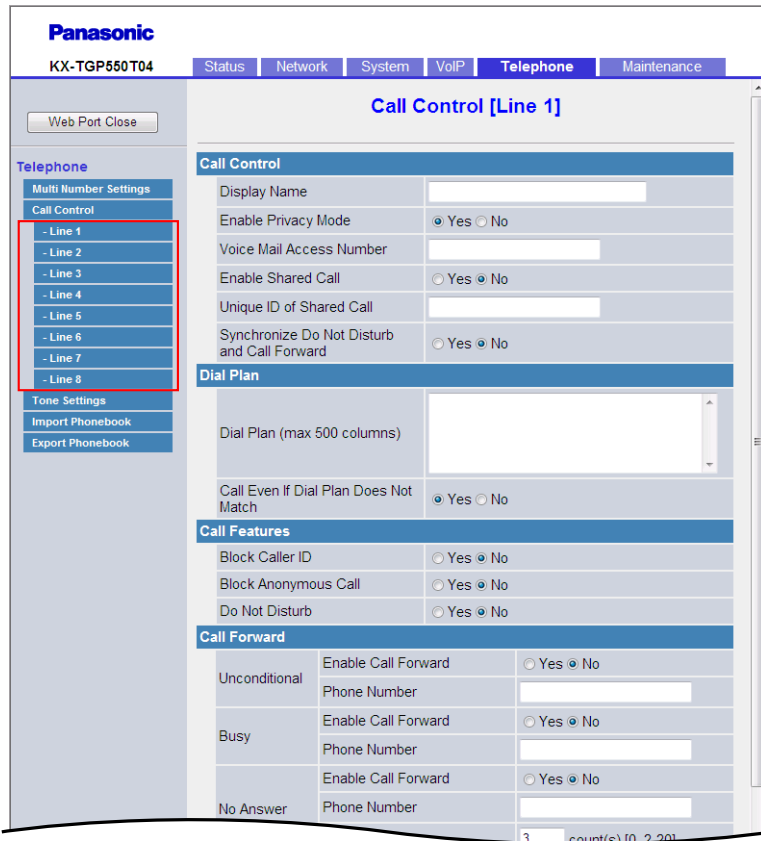 Panasonic
KX-TGP550T04
Status Network System VoIP Telephone Maintenance
Web Port Close
Telephone
Multi Number Settings
Call Control
- Line 1
- Line 2
- Line 3
- Line 4
- Line 5
- Line 6
- Line 7
- Line 8
Tone Settings
Import Phonebook
Export Phonebook
Call Control [Line 1]
Call Control
Display Name
Enable Privacy Mode Yes No
Voice Mail Access Number
Enable Shared Call Yes No
Unique ID of Shared Call
Synchronize Do Not Disturb
and Call Forward Yes No
Dial Plan
Dial Plan (max 500 columns)
Call Even If Dial Plan Does Not
Match Yes No
Call Features
Block Caller ID Yes No
Block Anonymous Call Yes No
Do Not Disturb Yes No
Call Forward
Unconditional
Enable Call Forward Yes No
Phone Number
Busy
Enable Call Forward Yes No
Phone Number
No Answer
Enable Call Forward Yes No
Phone Number
3 count(s) [0, 2-20]